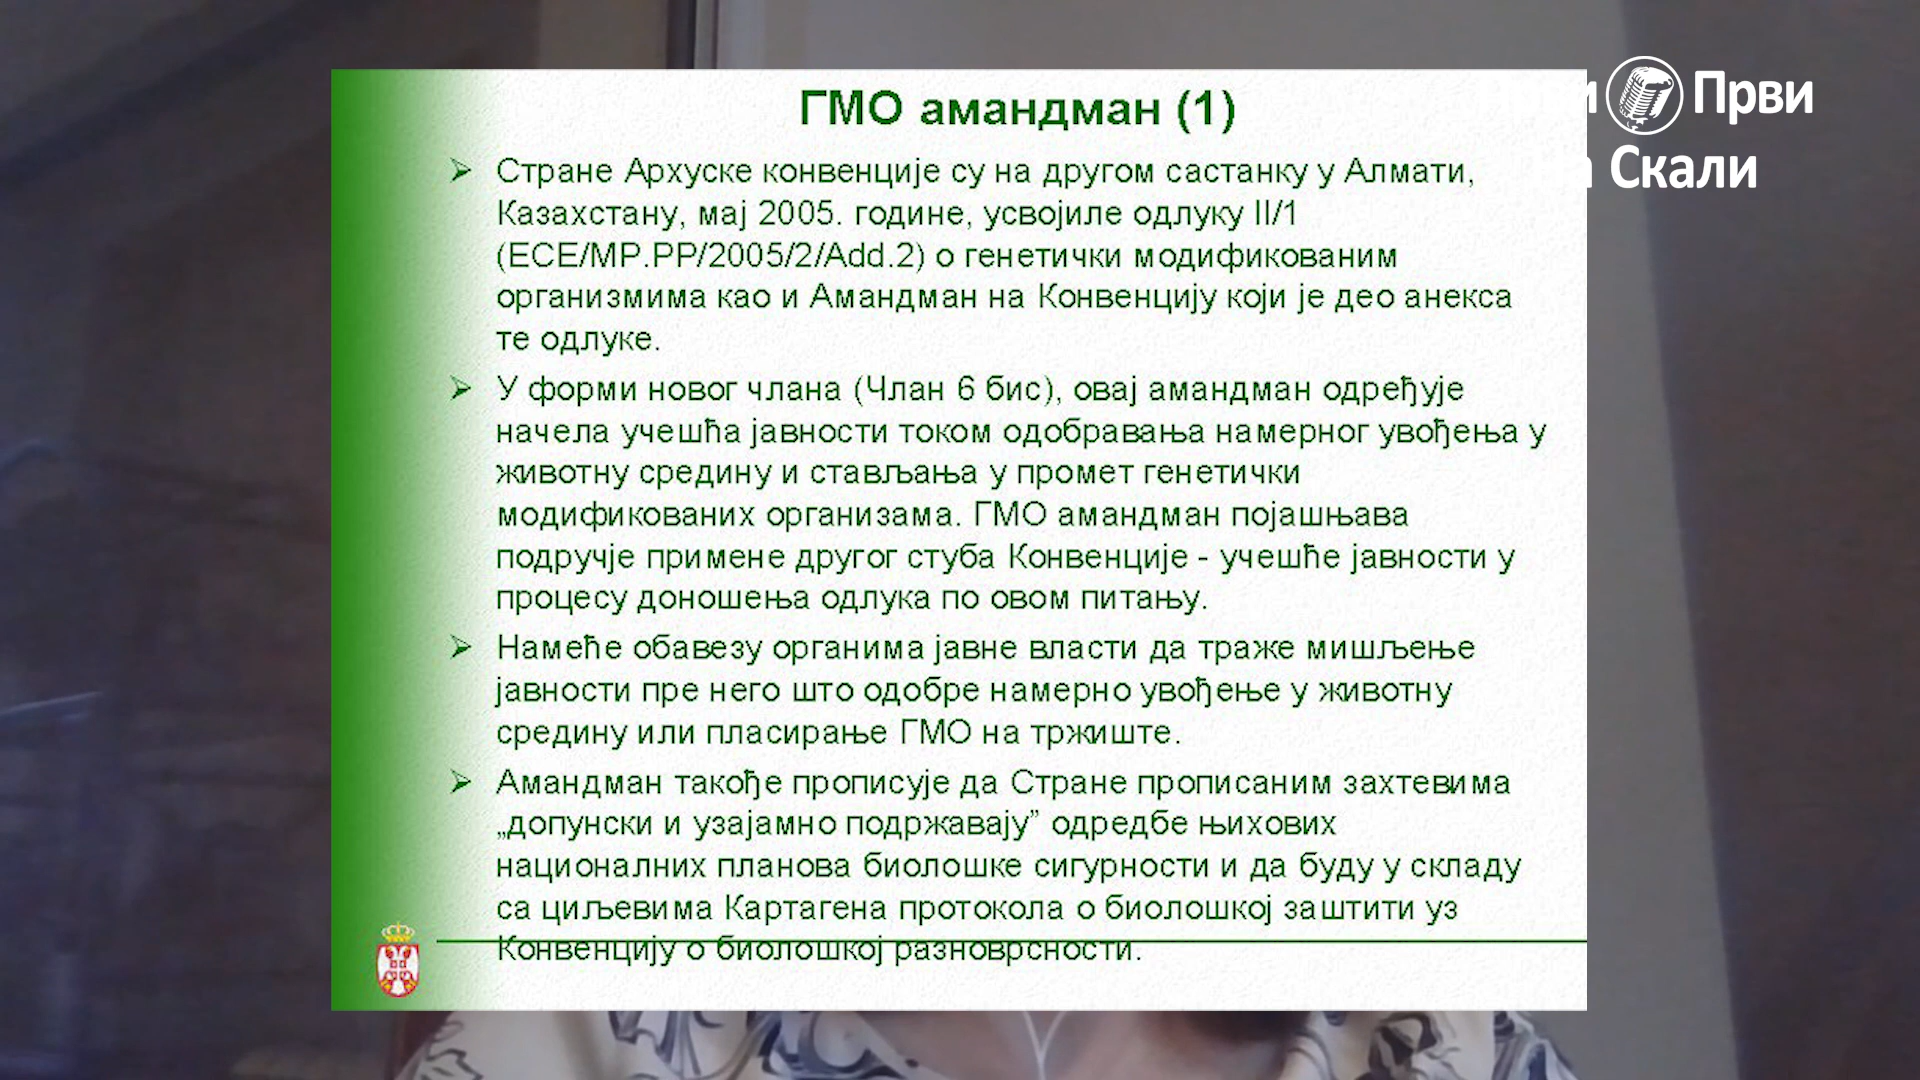 ГМО амандман (1)
и Први
Скали
➢ Стране Архуске конвенције су на другом састанку у Алмати,
Казахстану, мај 2005. године, усвојиле одлуку II/1
(ECE/MP.PP/2005/2/Add.2) о генетички модификованим
организмима као и Амандман на Конвенцију који је део анекса
те одлуке.
➢ У форми новог члана (Члан 6 бис), овај амандман одређује
начела учешћа јавности током одобравања намерног увођења у
животну средину и стављања у промет генетички
модификованих организама. ГМО амандман појашњава
подручје примене другог стуба Конвенције - учешће јавности у
процесу доношења одлука по овом питању.
➢ Намеће обавезу органима јавне власти да траже мишљење
јавности пре него што одобре намерно увођење у животну
средину или пласирање ГМО на тржиште.
➢ Амандман такође прописује да Стране прописаним захтевима
„допунски и узајамно подржавају” одредбе њихових
националних планова биолошке сигурности и да буду у складу
са циљевима Картагена протокола о биолошкој заштити уз
Конвенцију о биолошкој разноврсности.